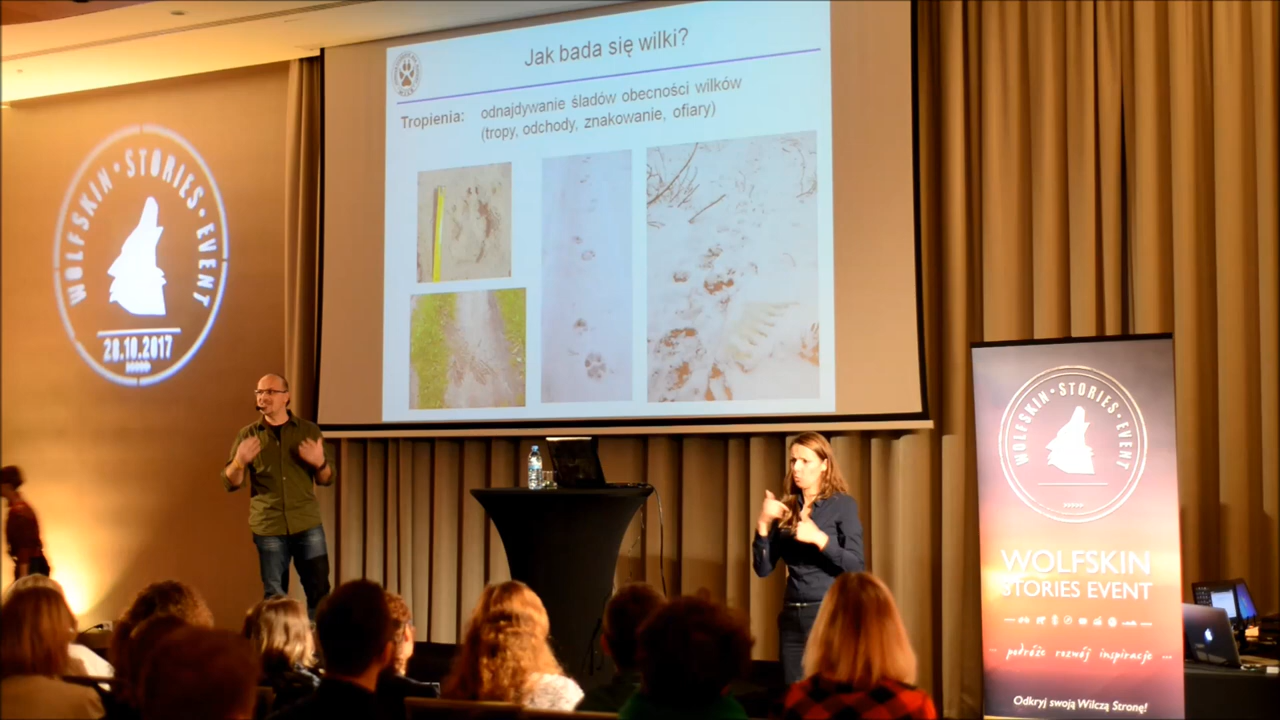 WOLFSKIN · STORIES · EVENT
28.10.2017
Jak bada się wilki?
Tropienia: odnajdywanie śladów obecności wilków
(tropy, odchody, znakowanie, ofiary)
WOLFSKIN · STORIES · EVENT
WOLFSKIN
STORIES EVENT
podróże rozwój inspiracje ...
Odkryj swoją Wilczą Stronę!